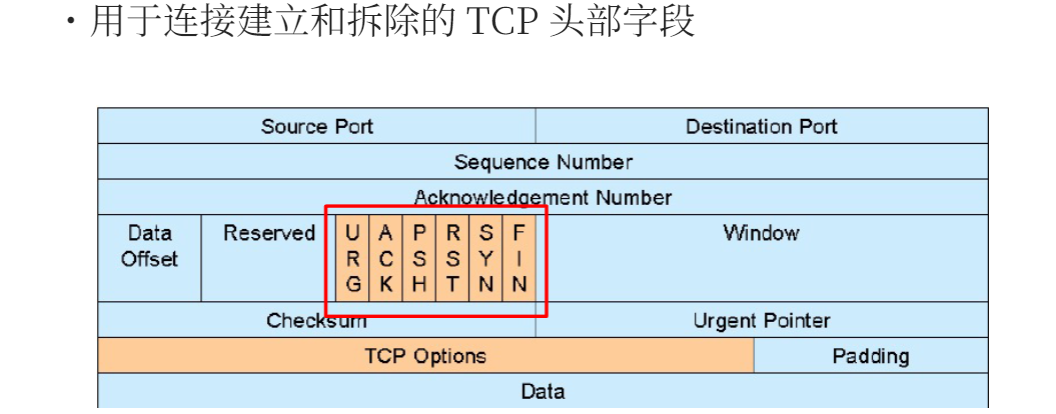 ・用于连接建立和拆除的 TCP 头部字段
Source Port Destination Port
Sequence Number
Acknowledgement Number
Data Offset Reserved URG ACK PSH RST SYN FIN Window
Checksum Urgent Pointer
TCP Options Padding
Data